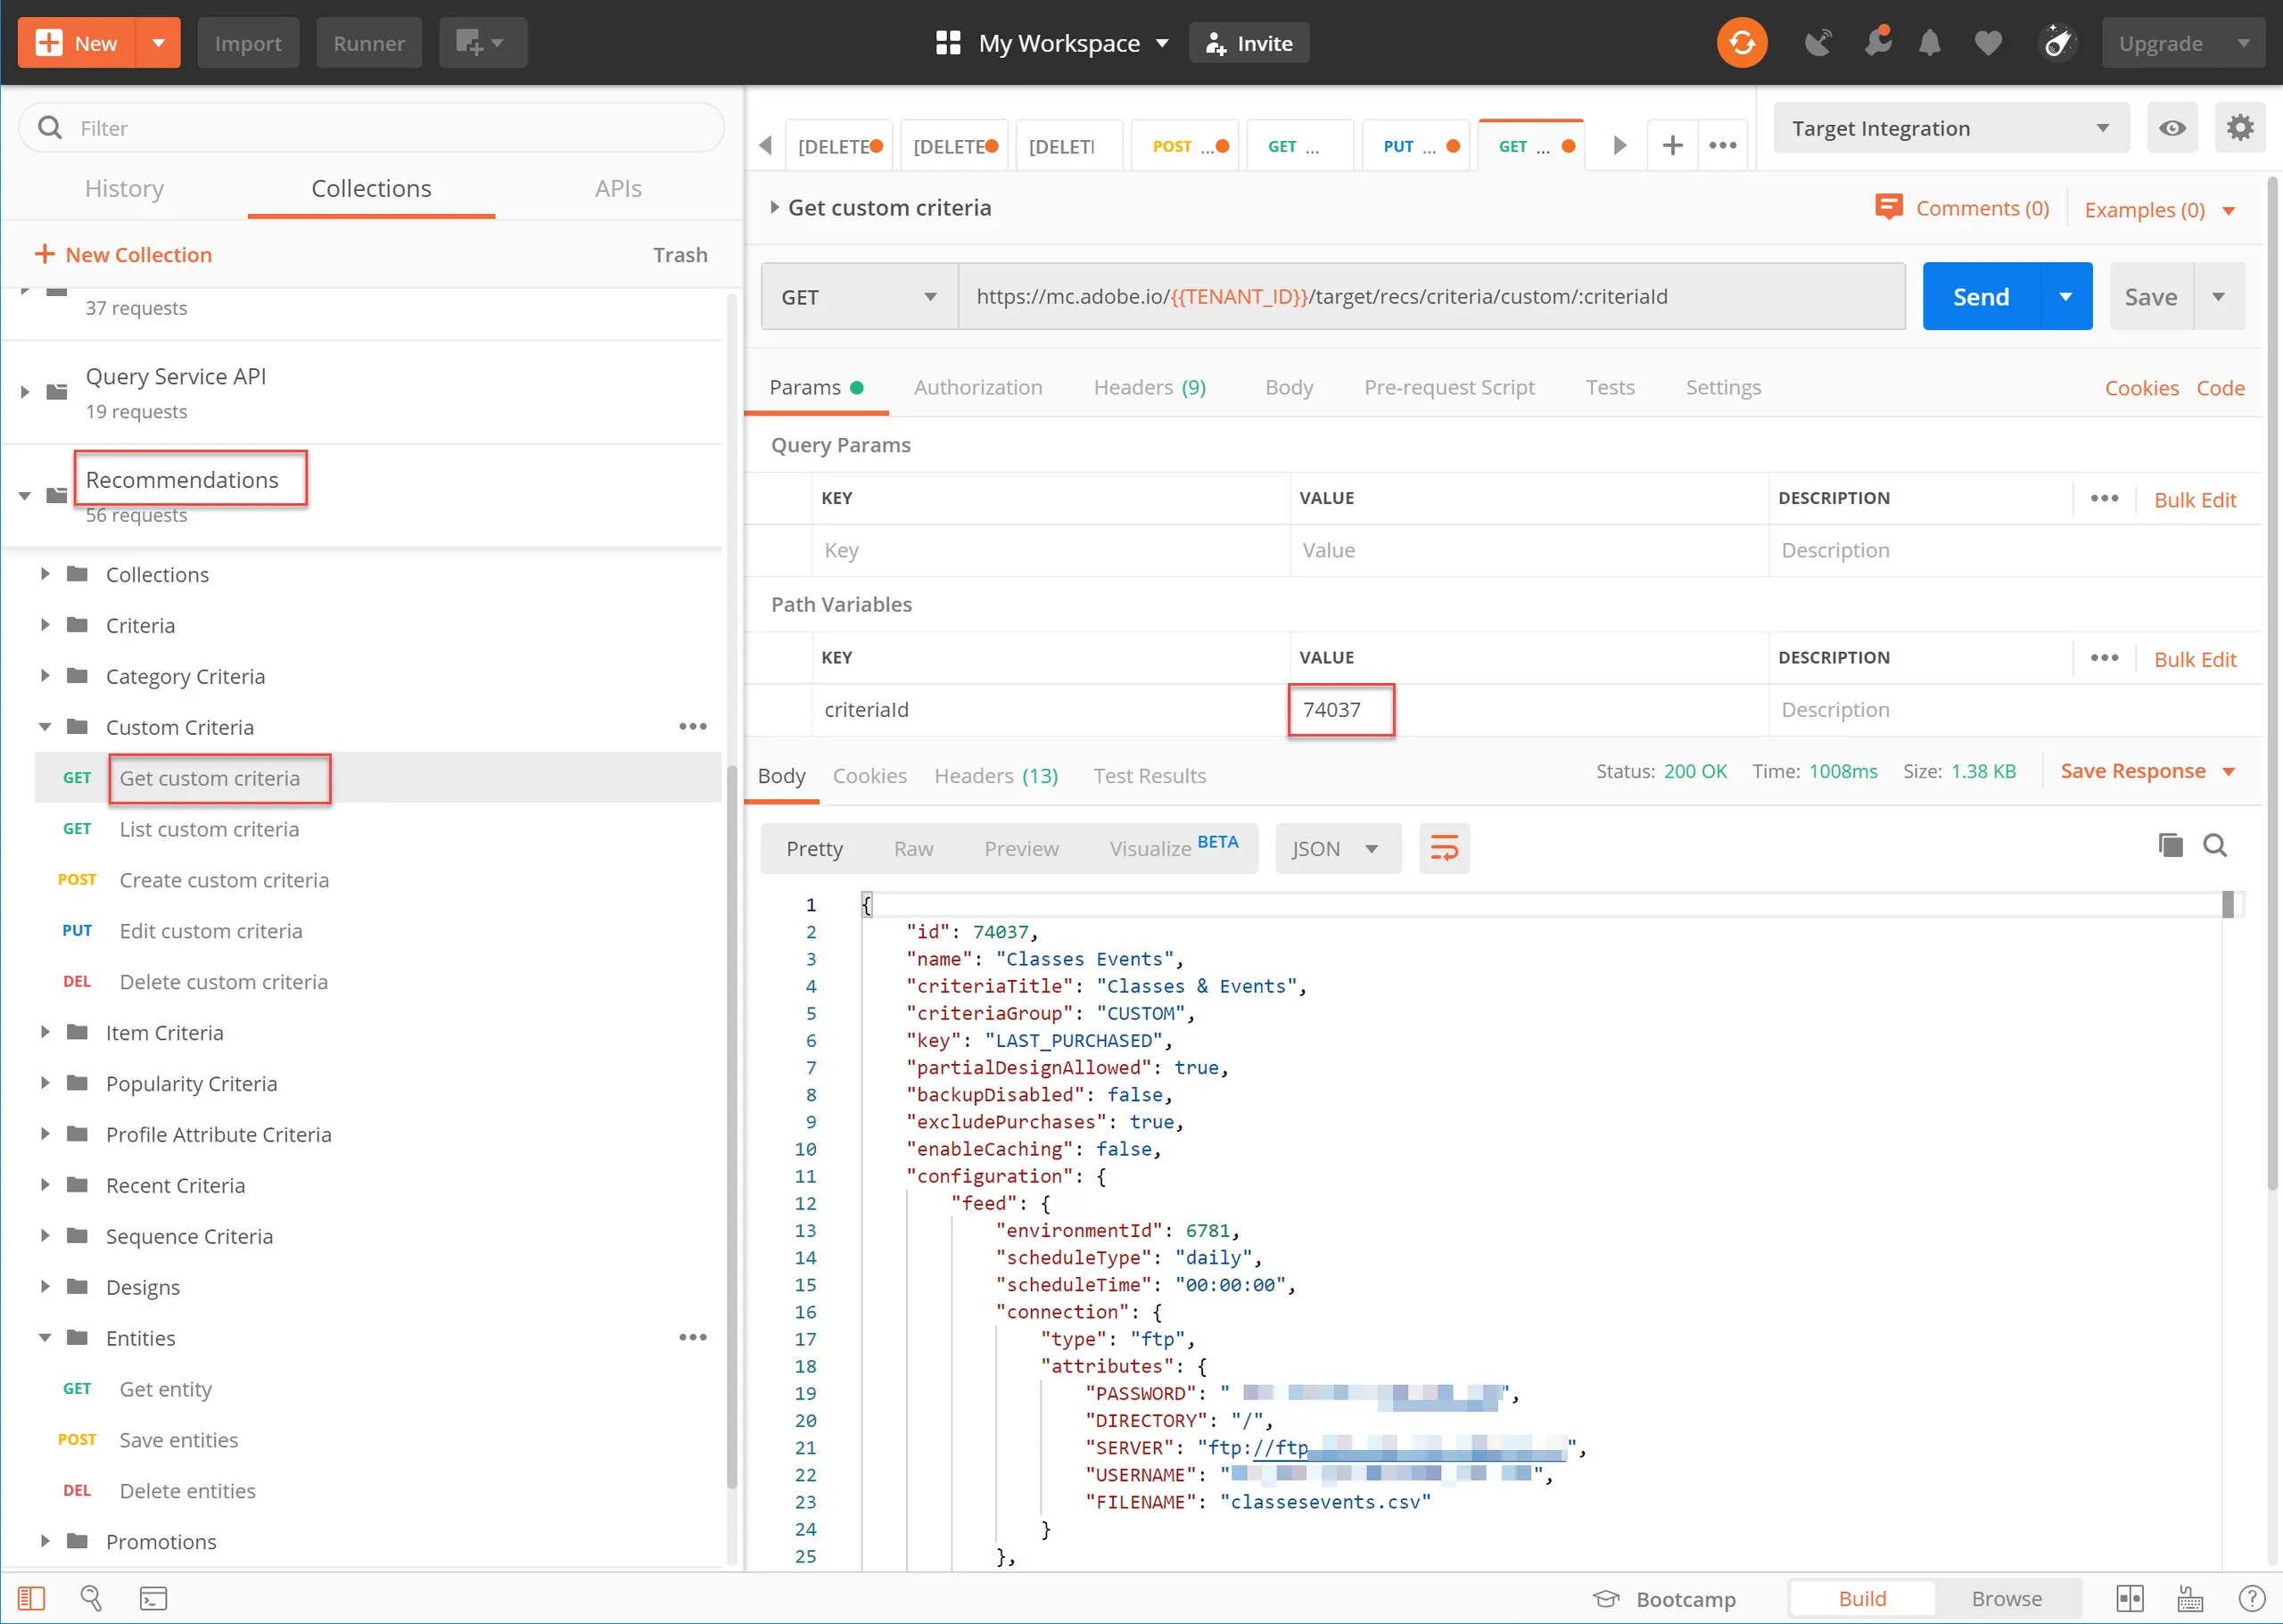 New Import Runner My Workspace Invite Upgrade
Filter
History Collections APIs
New Collection Trash
37 requests
Query Service API
19 requests
Recommendations
56 requests
Collections
Criteria
Category Criteria
Custom Criteria •••
GET Get custom criteria
GET List custom criteria
POST Create custom criteria
PUT Edit custom criteria
DEL Delete custom criteria
Item Criteria
Popularity Criteria
Profile Attribute Criteria
Recent Criteria
Sequence Criteria
Designs
Entities •••
GET Get entity
POST Save entities
DEL Delete entities
Promotions
[DELETE [DELETE [DELETI POST ... GET ... PUT ... GET ... + •••
Target Integration
Get custom criteria
Comments (0) Examples (0)
GET https://mc.adobe.io/{{TENANT_ID}}/target/recs/criteria/custom/:criteriaId Send Save
Params Authorization Headers (9) Body Pre-request Script Tests Settings Cookies Code
Query Params
KEY VALUE DESCRIPTION ••• Bulk Edit
Key Value Description
Path Variables
KEY VALUE DESCRIPTION ••• Bulk Edit
criteriaId 74037 Description
Body Cookies Headers (13) Test Results Status: 200 OK Time: 1008ms Size: 1.38 KB Save Response
Pretty Raw Preview Visualize BETA JSON
1 {
2 "id": 74037,
3 "name": "Classes Events",
4 "criteriaTitle": "Classes & Events",
5 "criteriaGroup": "CUSTOM",
6 "key": "LAST_PURCHASED",
7 "partialDesignAllowed": true,
8 "backupDisabled": false,
9 "excludePurchases": true,
10 "enableCaching": false,
11 "configuration": {
12 "feed": {
13 "environmentId": 6781,
14 "scheduleType": "daily",
15 "scheduleTime": "00:00:00",
16 "connection": {
17 "type": "ftp",
18 "attributes": {
19 "PASSWORD": " ",
20 "DIRECTORY": "/",
21 "SERVER": "ftp://ftp ",
22 "USERNAME": " ",
23 "FILENAME": "classesevents.csv"
24 }
25 },
Bootcamp Build Browse